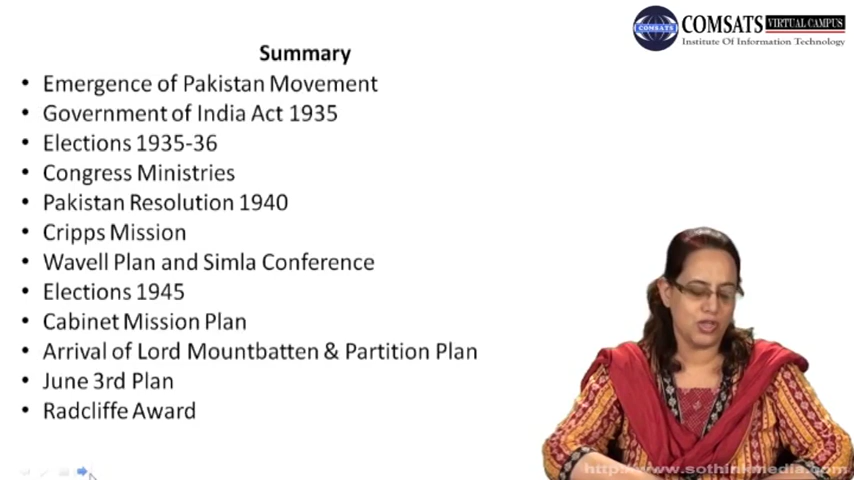 COMSATS
COMSATS VIRTUAL CAMPUS
Institute Of Information Technology
Summary
• Emergence of Pakistan Movement
• Government of India Act 1935
• Elections 1935-36
• Congress Ministries
• Pakistan Resolution 1940
• Cripps Mission
• Wavell Plan and Simla Conference
• Elections 1945
• Cabinet Mission Plan
• Arrival of Lord Mountbatten & Partition Plan
• June 3rd Plan
• Radcliffe Award
http://www.sothinkmedia.com/